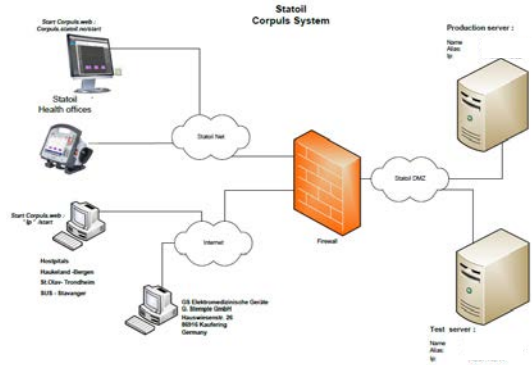 Statoil
Corpuls System
Start Corpuls.web :
Corpuls.statoil.no/start
Statoil
Health offices
Statoil Net
Production server :
Name
Alias:
Ip
Statoil DMZ
Firewall
Start Corpuls.web :
" Ip " /start
Internet
Hostpitals
Haukeland -Bergen
St.Olav- Trondheim
SUS - Stavanger
GS Elektromedizinische Geräte
G. Stemple GmbH
Hauswiesenstr. 26
86916 Kaufering
Germany
Test server :
Name
Alias:
Ip